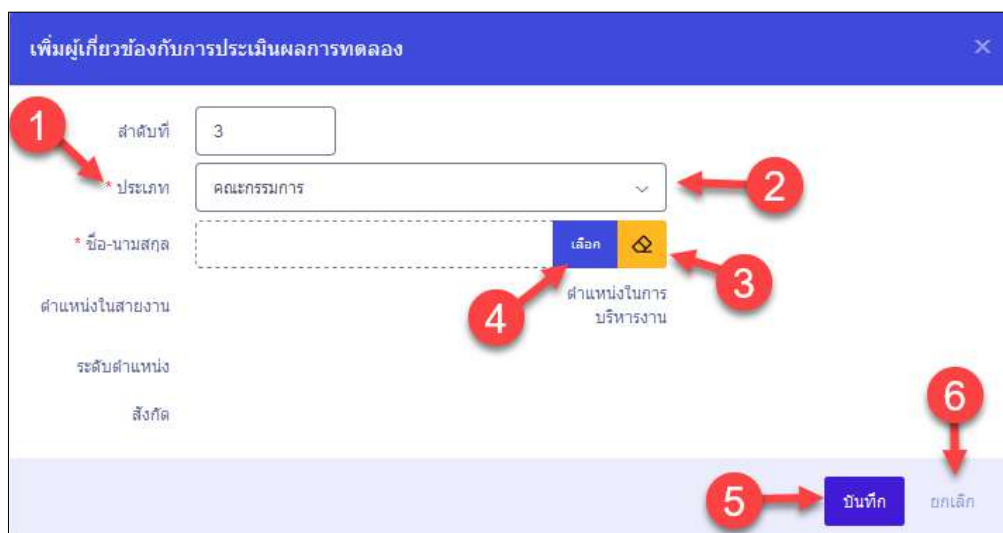 เพิ่มผู้เกี่ยวข้องกับการประเมินผลการทดลอง
1
ลำดับที่ 3
* ประเภท คณะกรรมการ 2
* ชื่อ-นามสกุล เลือก 3
ตำแหน่งในสายงาน 4 ตำแหน่งในการ
บริหารงาน
ระดับตำแหน่ง
สังกัด 6
5 บันทึก ยกเลิก